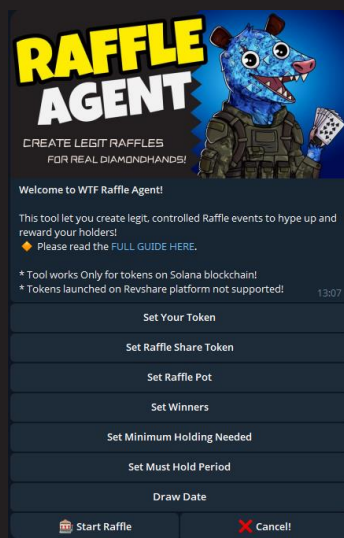 RAFFLE
AGENT
CREATE LEGIT RAFFLES
FOR REAL DIAMONDHANDS!
Welcome to WTF Raffle Agent!
This tool let you create legit, controlled Raffle events to hype up and
reward your holders!
🔸 Please read the FULL GUIDE HERE.
* Tool works Only for tokens on Solana blockchain!
* Tokens launched on Revshare platform not supported!
13:07
Set Your Token
Set Raffle Share Token
Set Raffle Pot
Set Winners
Set Minimum Holding Needed
Set Must Hold Period
Draw Date
🎰 Start Raffle
❌ Cancel!